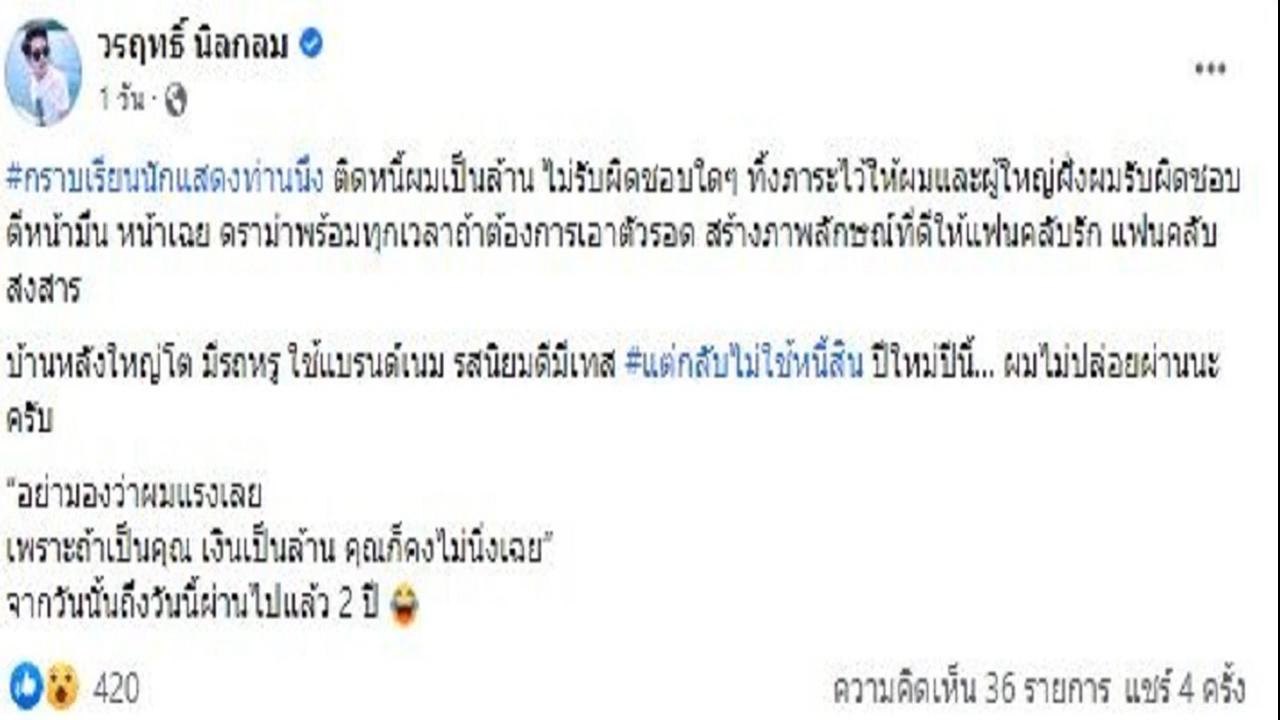 วรฤทธิ์ นิลกลม
1 วัน ·
#กราบเรียนนักแสดงท่านนึง ติดหนี้ผมเป็นล้าน ไม่รับผิดชอบใดๆ ทิ้งภาระไว้ให้ผมและผู้ใหญ่ฝั่งผมรับผิดชอบ
ตีหน้ามึน หน้าเฉย ดราม่าพร้อมทุกเวลาถ้าต้องการเอาตัวรอด สร้างภาพลักษณ์ที่ดีให้แฟนคลับรัก แฟนคลับ
สงสาร
บ้านหลังใหญ่โต มีรถหรู ใช้แบรนด์เนม รสนิยมดีมีเทส #แต่กลับไม่ใช้หนี้สิน ปีใหม่ปีนี้... ผมไม่ปล่อยผ่านนะ
ครับ
"อย่ามองว่าผมแรงเลย
เพราะถ้าเป็นคุณ เงินเป็นล้าน คุณก็คงไม่นิ่งเฉย"
จากวันนั้นถึงวันนี้ผ่านไปแล้ว 2 ปี 😂
420
ความคิดเห็น 36 รายการ แชร์ 4 ครั้ง